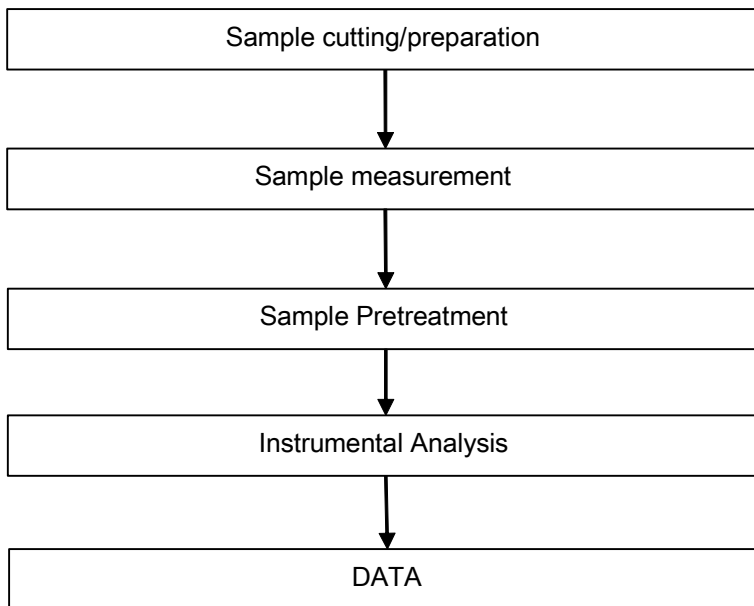 Sample cutting/preparation
Sample measurement
Sample Pretreatment
Instrumental Analysis
DATA